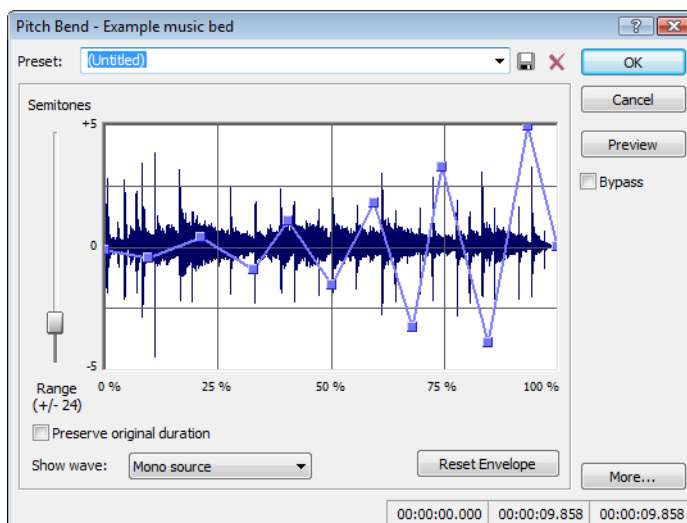 Pitch Bend - Example music bed
Preset: (Untitled)
OK
Cancel
Preview
Bypass
Semitones
+5
0
-5
Range
(+/- 24)
0 % 25 % 50 % 75 % 100 %
Preserve original duration
Show wave: Mono source
Reset Envelope
More...
00:00:00.000 00:00:09.858 00:00:09.858